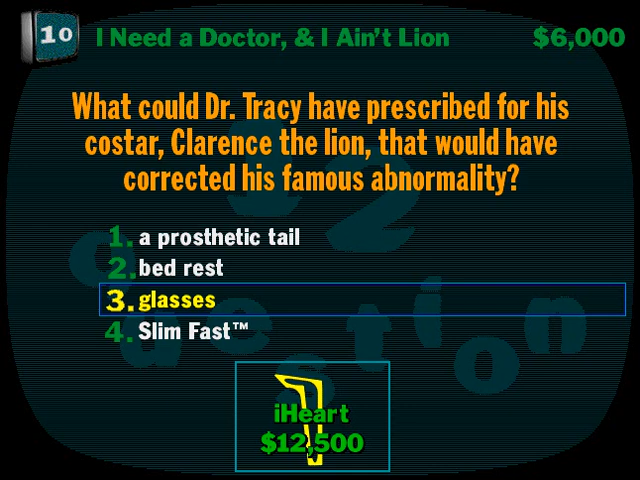 10 I Need a Doctor, & I Ain't Lion $6,000
What could Dr. Tracy have prescribed for his
costar, Clarence the lion, that would have
corrected his famous abnormality?
1. a prosthetic tail
2. bed rest
3. glasses
4. Slim Fast™
iHeart
$12,500
12
question